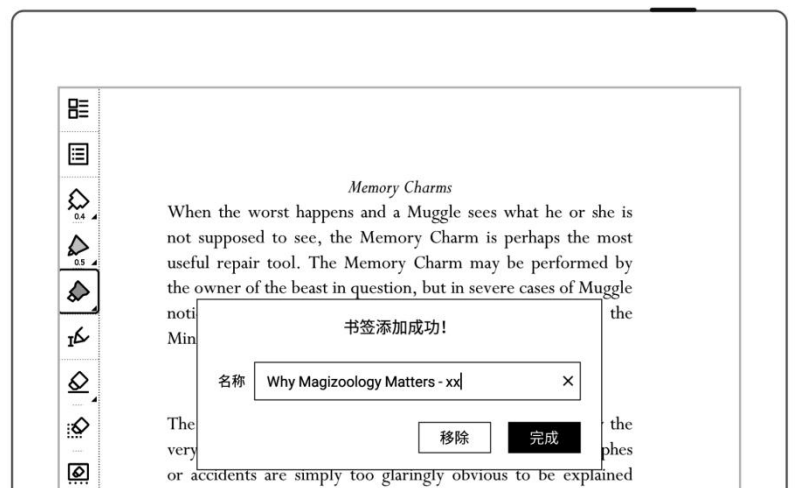 Memory Charms
When the worst happens and a Muggle sees what he or she is
not supposed to see, the Memory Charm is perhaps the most
useful repair tool. The Memory Charm may be performed by
the owner of the beast in question, but in severe cases of Muggle
the
书签添加成功!
名称 Why Magizoology Matters - xx
移除 完成
The the
very
or accidents are simply too glaringly obvious to be explained
0.4
0.5